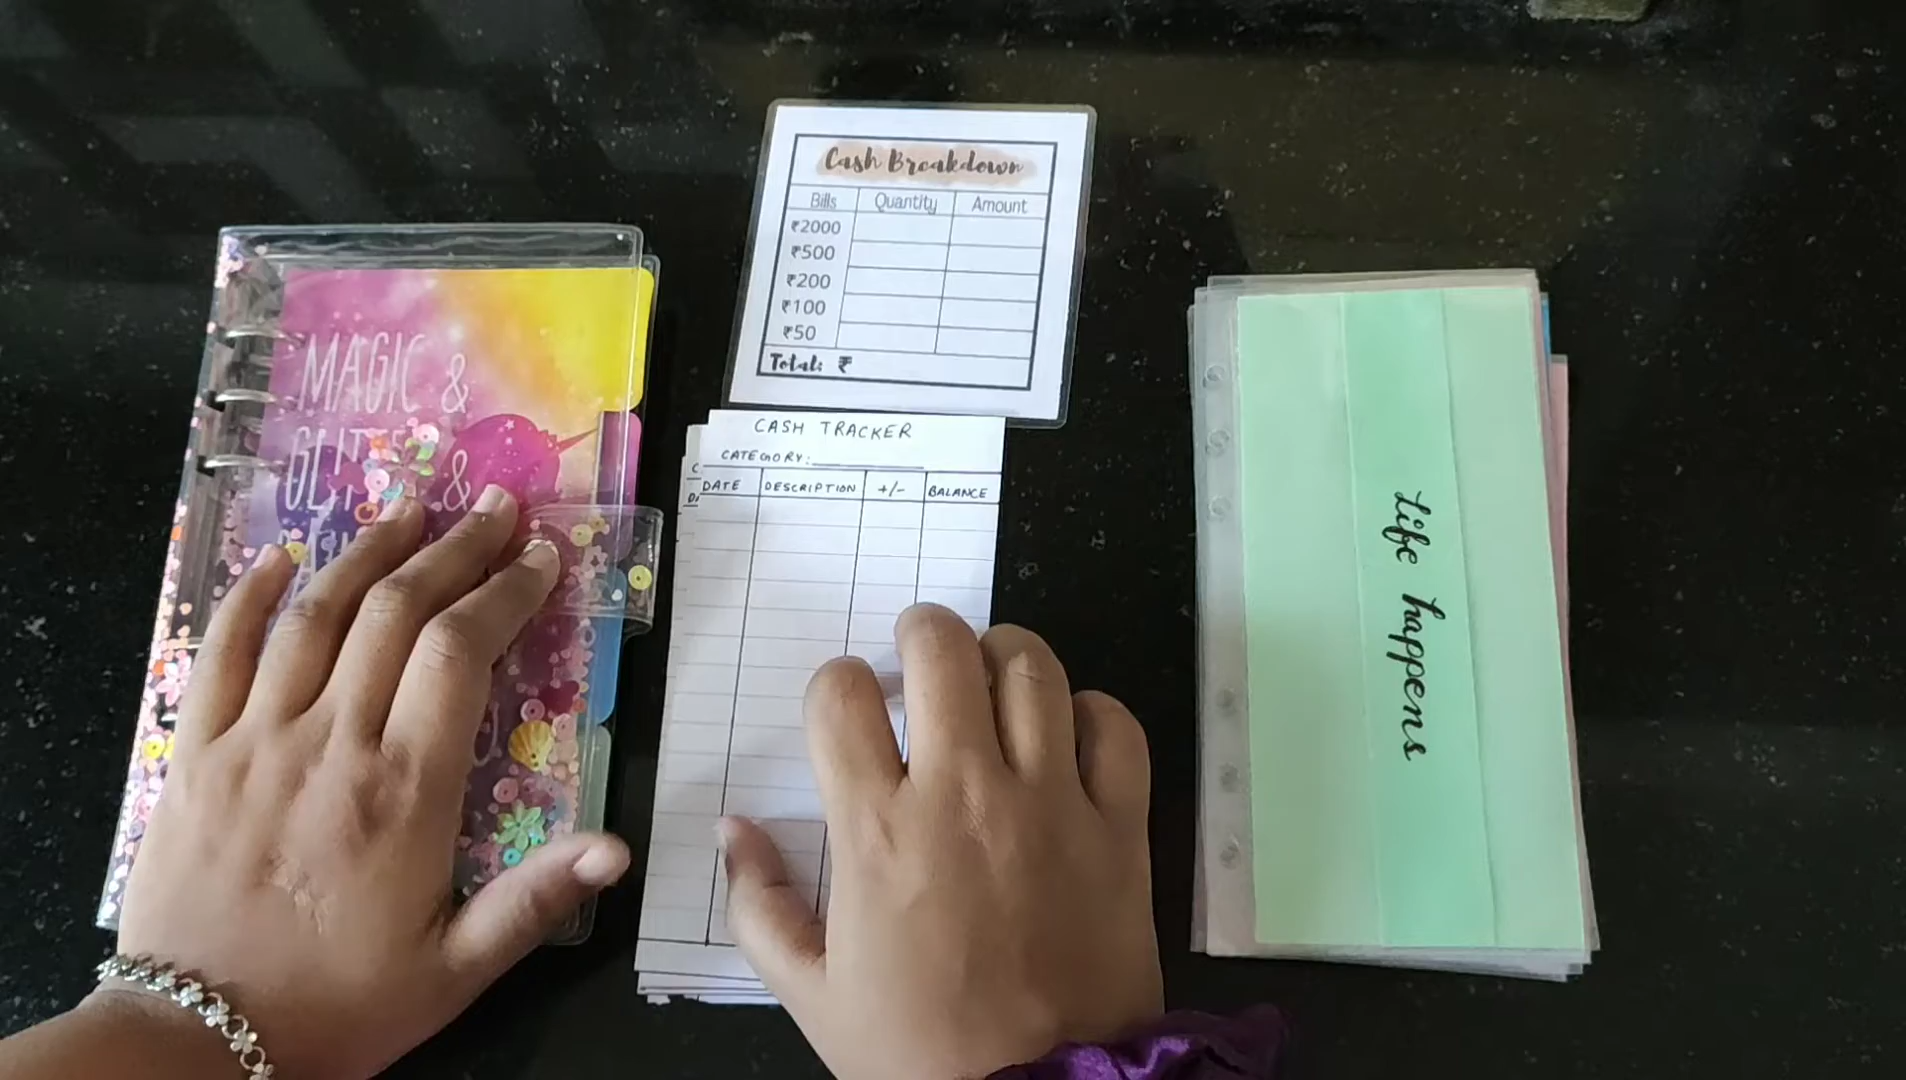 MAGIC &
GLITTER &
Cash Breakdown
Bills Quantity Amount
₹2000
₹500
₹200
₹100
₹50
Total: ₹
CASH TRACKER
CATEGORY:
DATE DESCRIPTION +/- BALANCE
Life happens